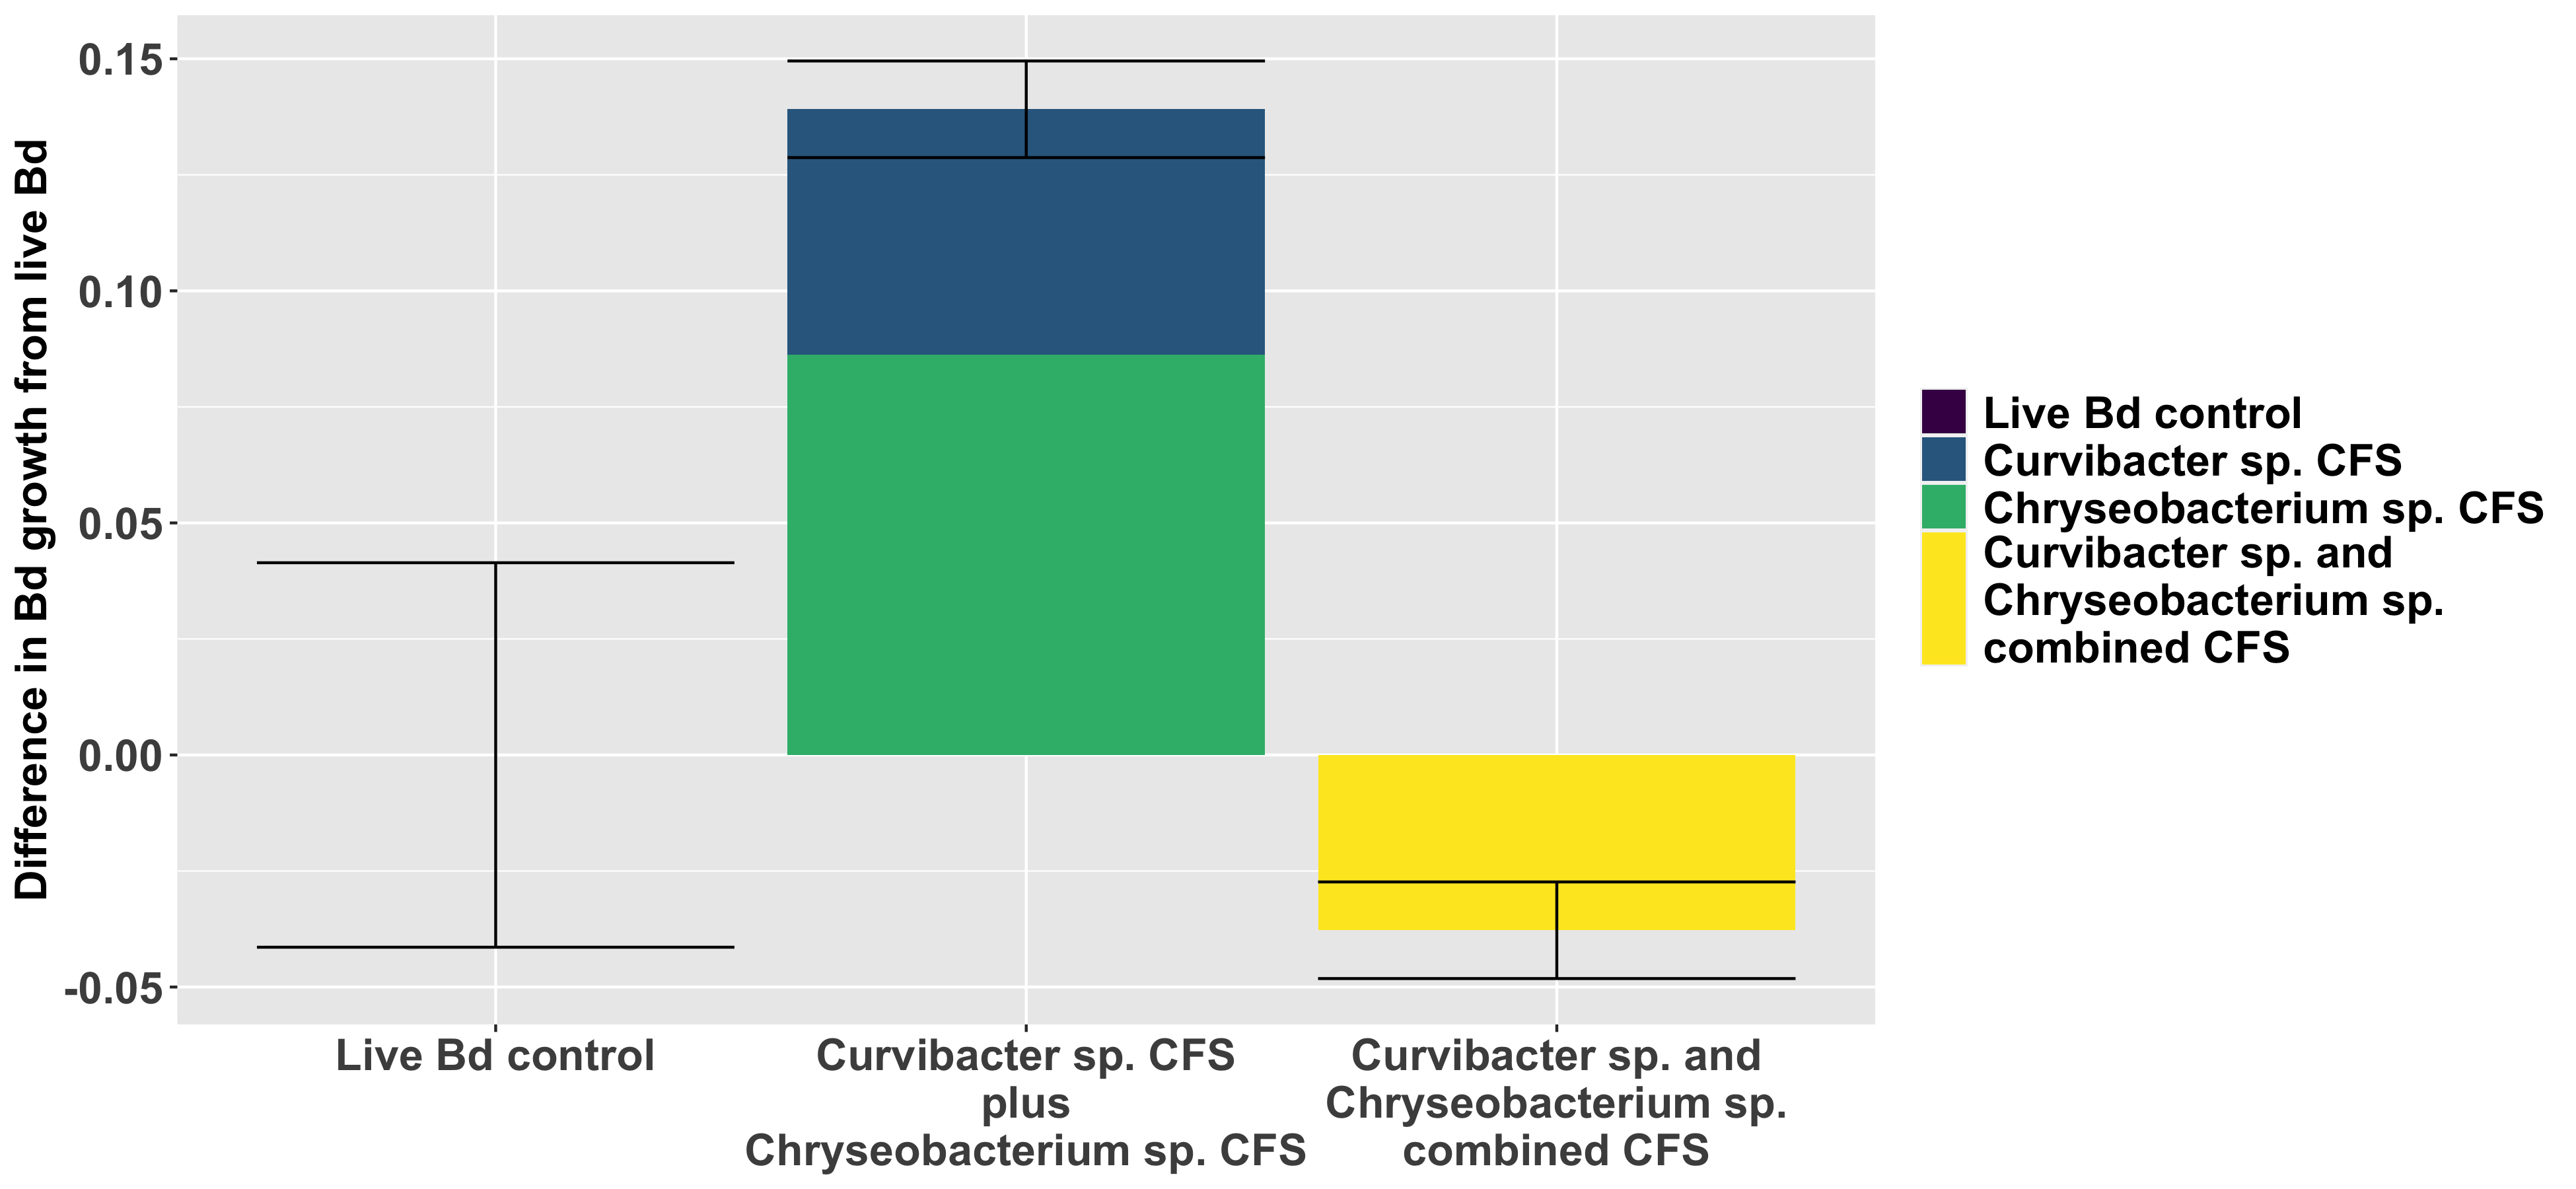 Difference in Bd growth from live Bd
0.15
0.10
0.05
0.00
-0.05
Live Bd control
Curvibacter sp. CFS
plus
Chryseobacterium sp. CFS
Curvibacter sp. and
Chryseobacterium sp.
combined CFS
Live Bd control
Curvibacter sp. CFS
Chryseobacterium sp. CFS
Curvibacter sp. and
Chryseobacterium sp.
combined CFS